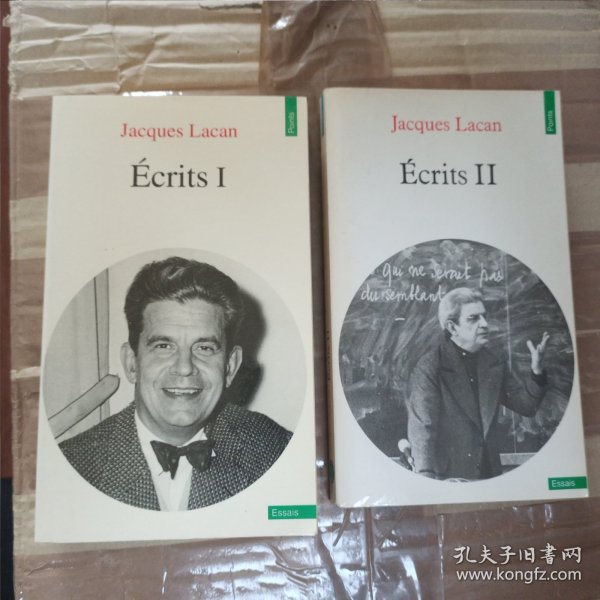 Points
Jacques Lacan
Écrits I
Essais
Points
Jacques Lacan
Écrits II
qui ne serait pas
du semblant
Essais
孔夫子旧書网
www.kongfz.com